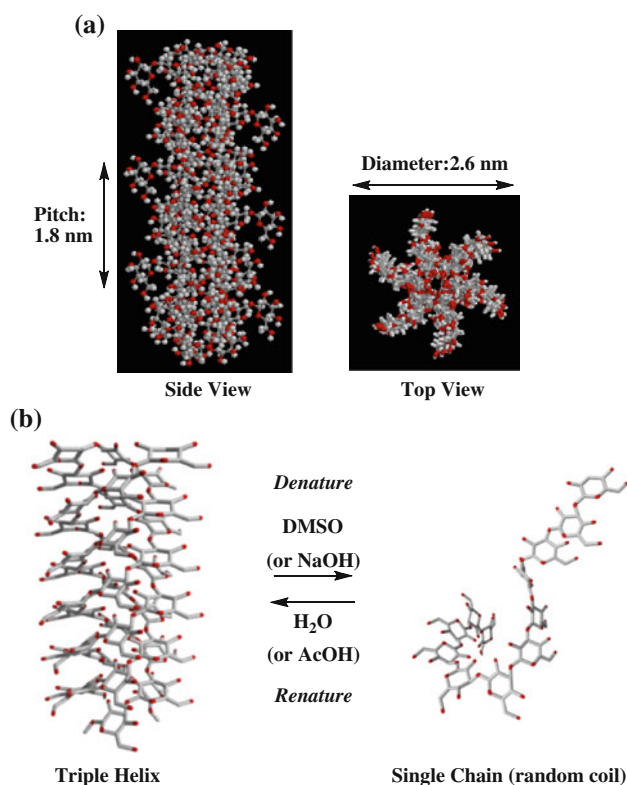 (a)
Pitch:
1.8 nm
Diameter:2.6 nm
Side View
Top View
(b)
Denature
DMSO
(or NaOH)
H₂O
(or AcOH)
Renature
Triple Helix
Single Chain (random coil)